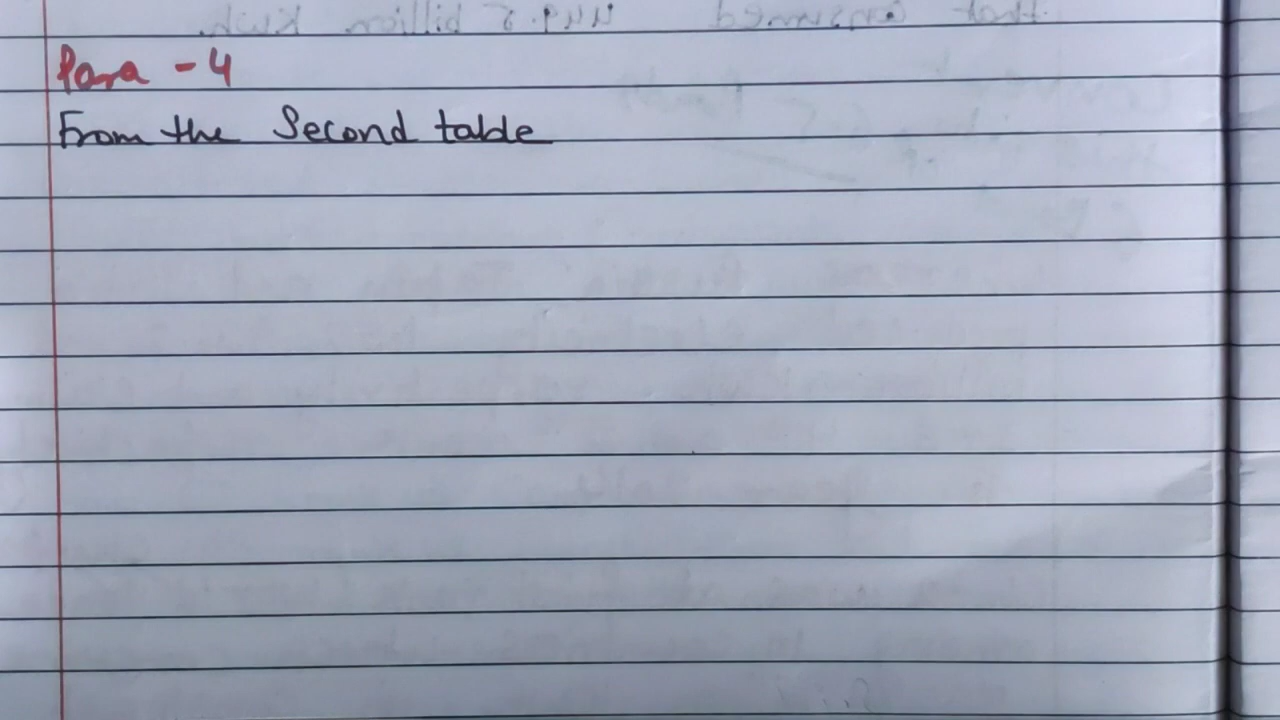 Para - 4
From the Second table